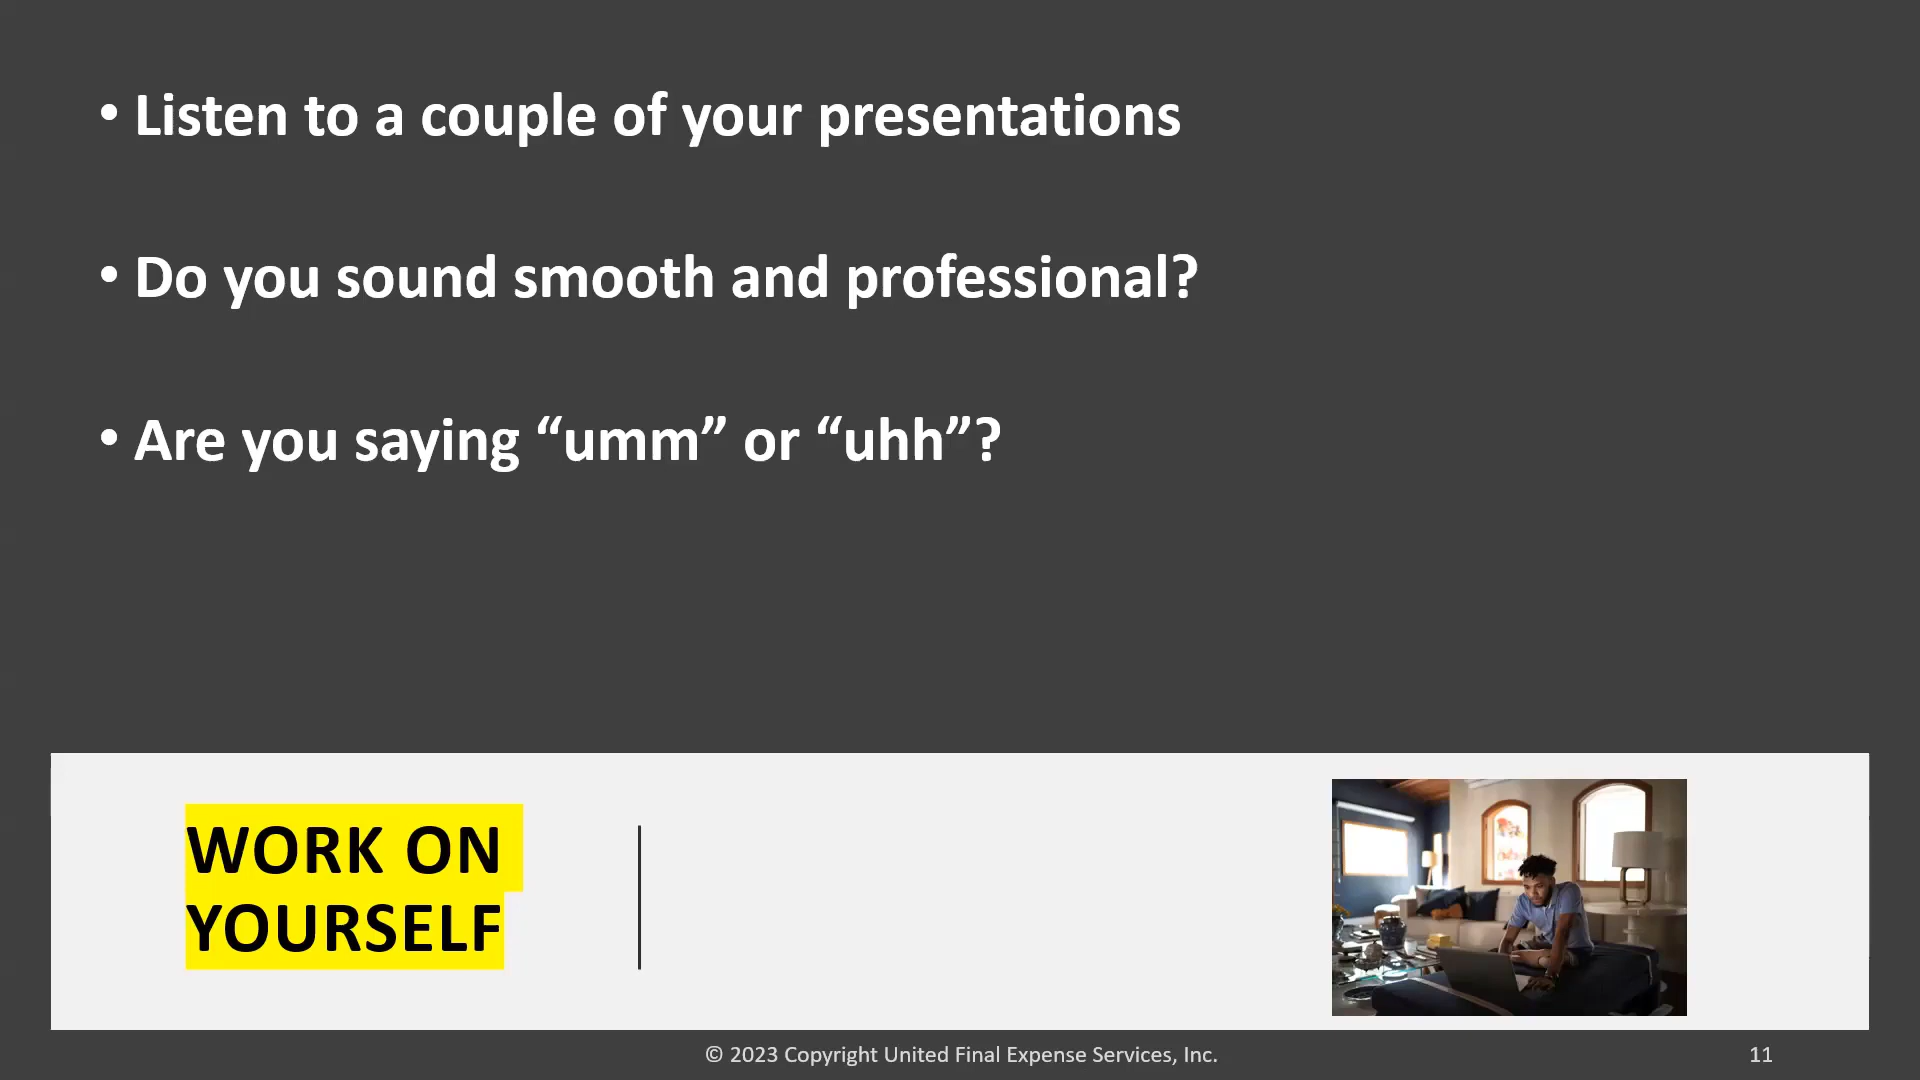 • Listen to a couple of your presentations
• Do you sound smooth and professional?
• Are you saying “umm” or “uhh”?
WORK ON
YOURSELF
© 2023 Copyright United Final Expense Services, Inc.
11